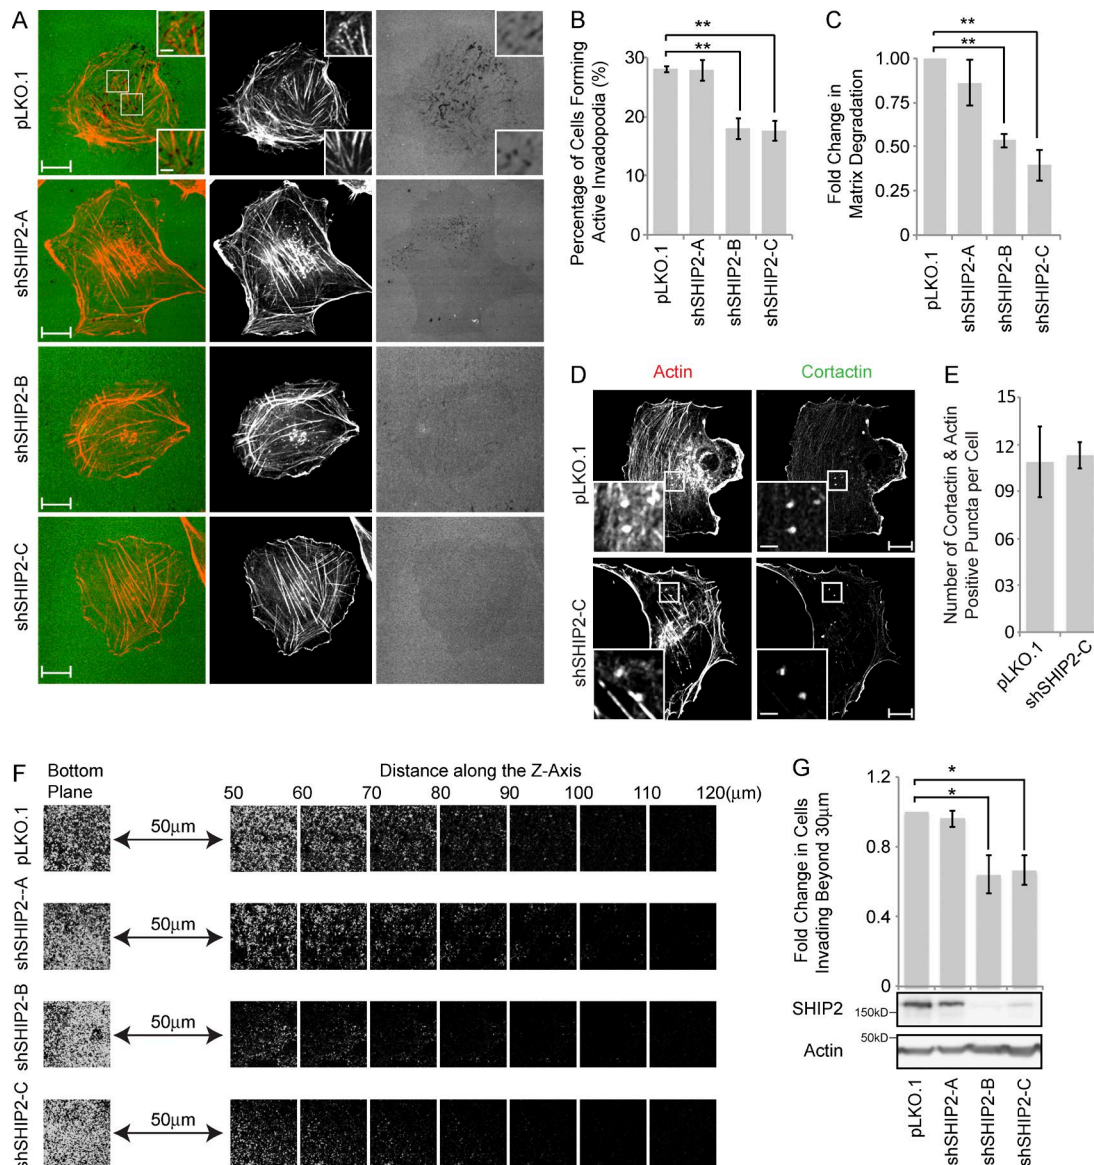 A
pLKO.1
shSHIP2-A
shSHIP2-B
shSHIP2-C
B
Percentage of Cells Forming
Active Invadopodia (%)
30
20
10
0
**
**
pLKO.1
shSHIP2-A
shSHIP2-B
shSHIP2-C
C
Fold Change in
Matrix Degradation
1.00
0.75
0.50
0.25
0
**
**
pLKO.1
shSHIP2-A
shSHIP2-B
shSHIP2-C
D
Actin
Cortactin
pLKO.1
shSHIP2-C
E
Number of Cortactin & Actin
Positive Puncta per Cell
15
12
09
06
03
0
pLKO.1
shSHIP2-C
F
Bottom
Plane
Distance along the Z-Axis
50 60 70 80 90 100 110 120(μm)
pLKO.1
50μm
shSHIP2--A
50μm
shSHIP2-B
50μm
shSHIP2-C
50μm
G
Fold Change in Cells
Invading Beyond 30μm
1.2
0.8
0.4
0
*
*
SHIP2
150kD
50kD
Actin
pLKO.1
shSHIP2-A
shSHIP2-B
shSHIP2-C